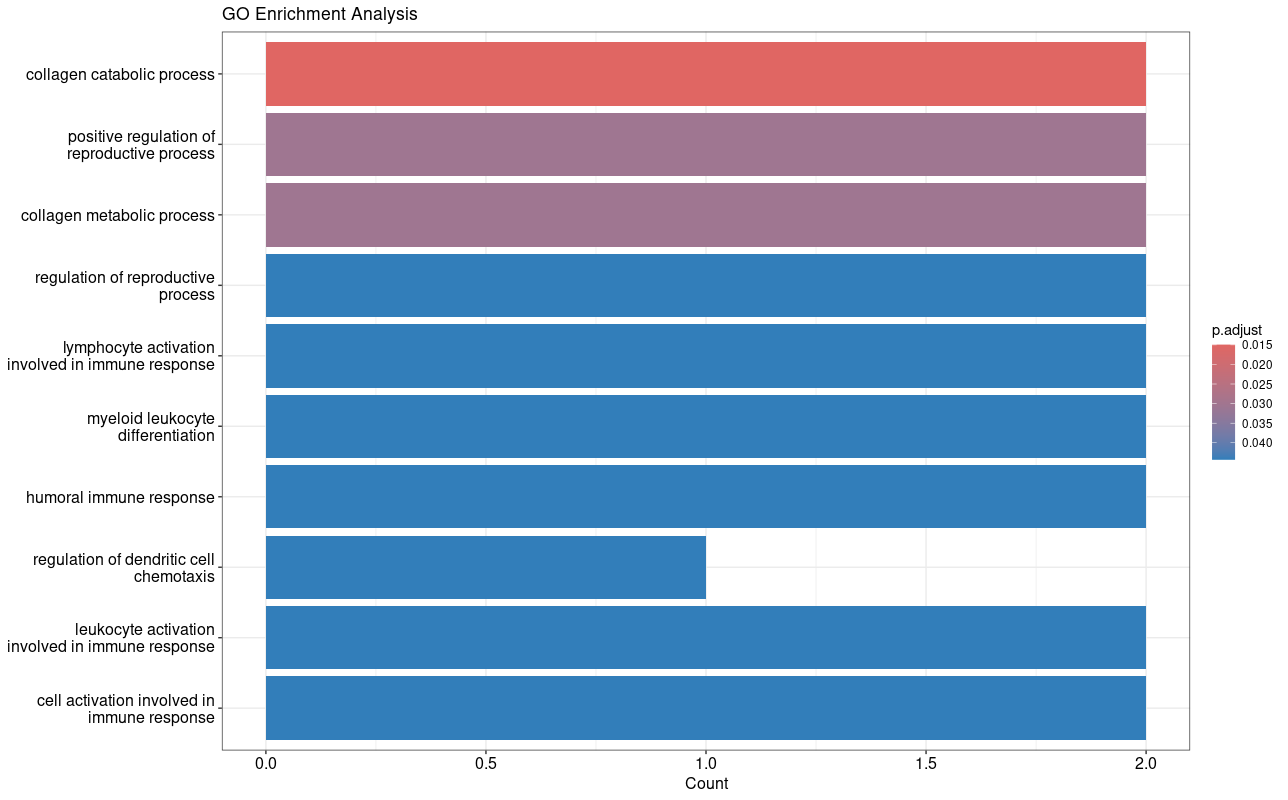 GO Enrichment Analysis
collagen catabolic process
positive regulation of
reproductive process
collagen metabolic process
regulation of reproductive
process
lymphocyte activation
involved in immune response
myeloid leukocyte
differentiation
humoral immune response
regulation of dendritic cell
chemotaxis
leukocyte activation
involved in immune response
cell activation involved in
immune response
0.0
0.5
1.0
1.5
2.0
Count
p.adjust
0.015
0.020
0.025
0.030
0.035
0.040